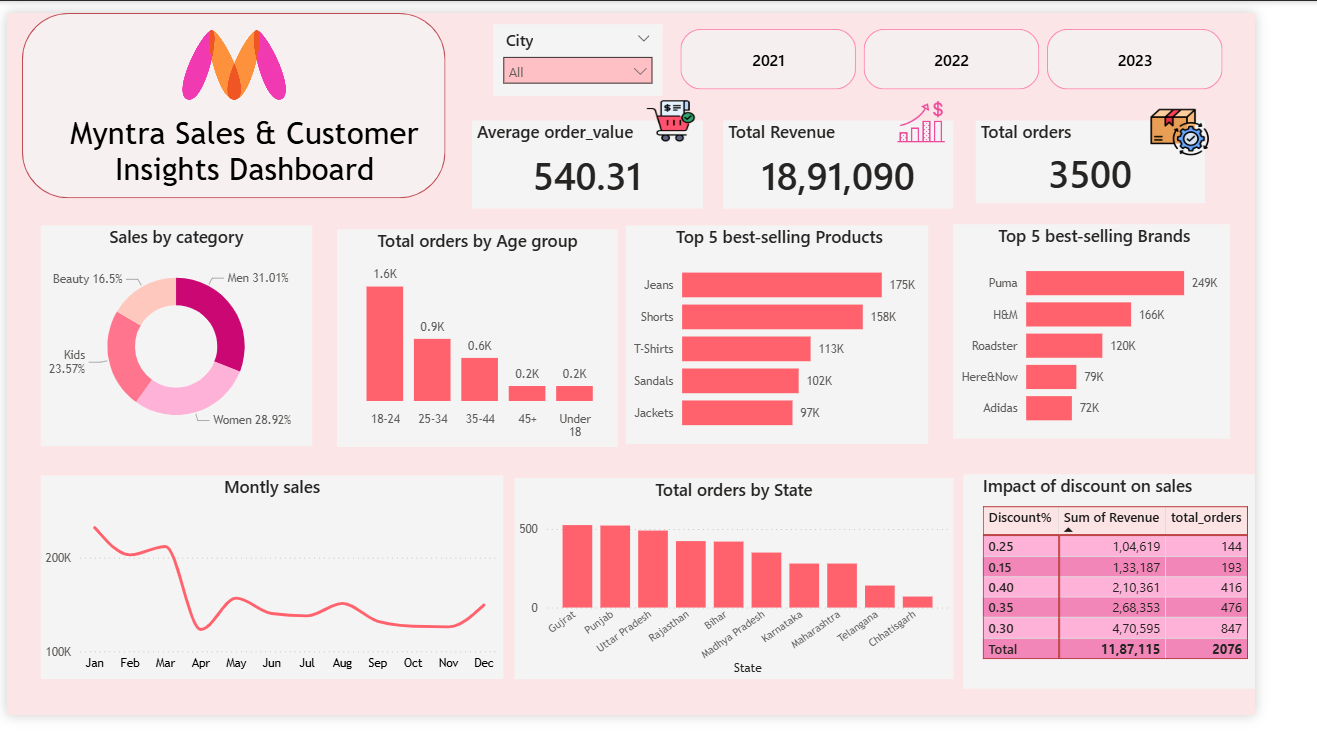 Myntra Sales & Customer
Insights Dashboard
City
All
2021
2022
2023
Average order_value
540.31
Total Revenue
18,91,090
Total orders
3500
Sales by category
Beauty 16.5%
Men 31.01%
Kids
23.57%
Women 28.92%
Total orders by Age group
1.6K
0.9K
0.6K
0.2K
0.2K
18-24
25-34
35-44
45+
Under
18
Top 5 best-selling Products
Jeans
175K
Shorts
158K
T-Shirts
113K
Sandals
102K
Jackets
97K
Top 5 best-selling Brands
Puma
249K
H&M
166K
Roadster
120K
Here&Now
79K
Adidas
72K
Montly sales
200K
100K
Jan Feb Mar Apr May Jun Jul Aug Sep Oct Nov Dec
Total orders by State
500
0
Gujrat
Punjab
Uttar Pradesh
Rajasthan
Bihar
Madhya Pradesh
Karnataka
Maharashtra
Telangana
Chhatisgarh
State
Impact of discount on sales
Discount% Sum of Revenue total_orders
0.25 1,04,619 144
0.15 1,33,187 193
0.40 2,10,361 416
0.35 2,68,353 476
0.30 4,70,595 847
Total 11,87,115 2076